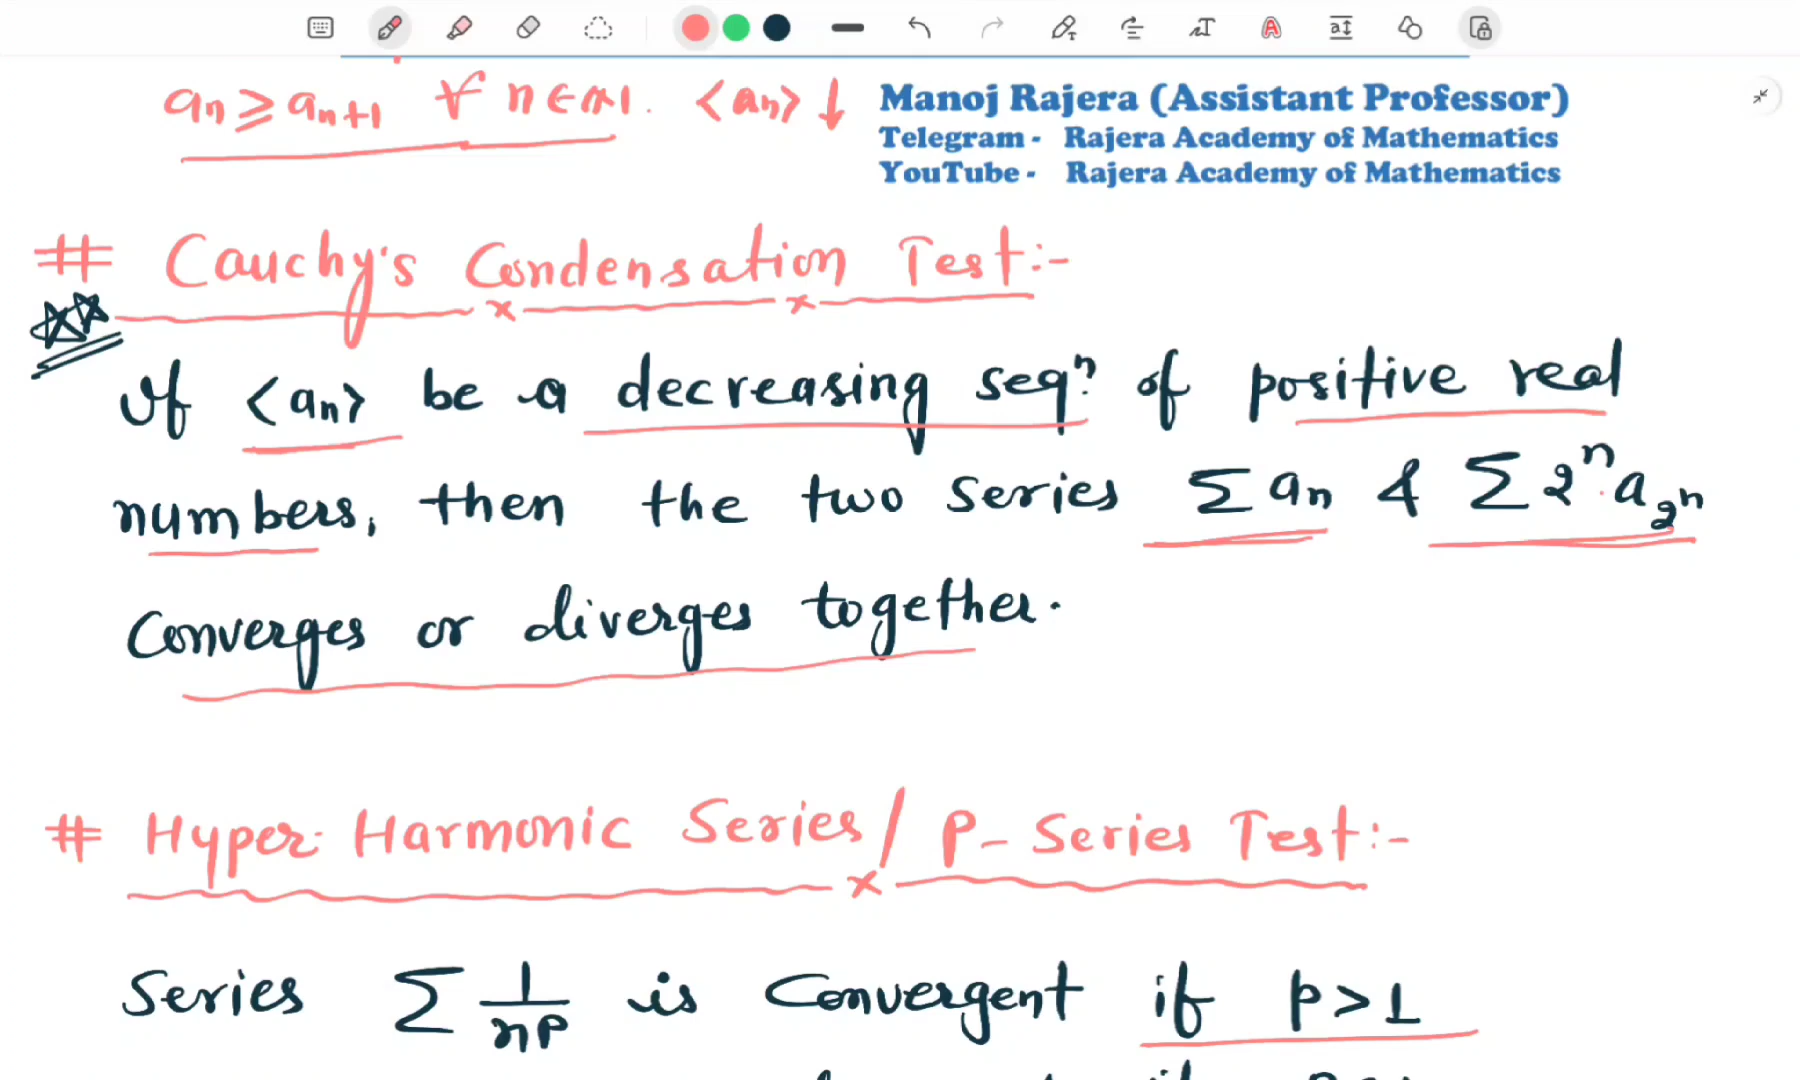 aₙ ≥ aₙ₊₁ ∀ n ∈ ℕ. <aₙ> ↓
Manoj Rajera (Assistant Professor)
Telegram - Rajera Academy of Mathematics
YouTube - Rajera Academy of Mathematics
# Cauchy's Condensation Test:-
If <aₙ> be a decreasing seqⁿ. of positive real
numbers, then the two series Σ aₙ & Σ 2ⁿ a_{2ⁿ}
Converges or diverges together.
# Hyper Harmonic Series / P-Series Test:-
Series Σ 1/n^p is Convergent if p>1